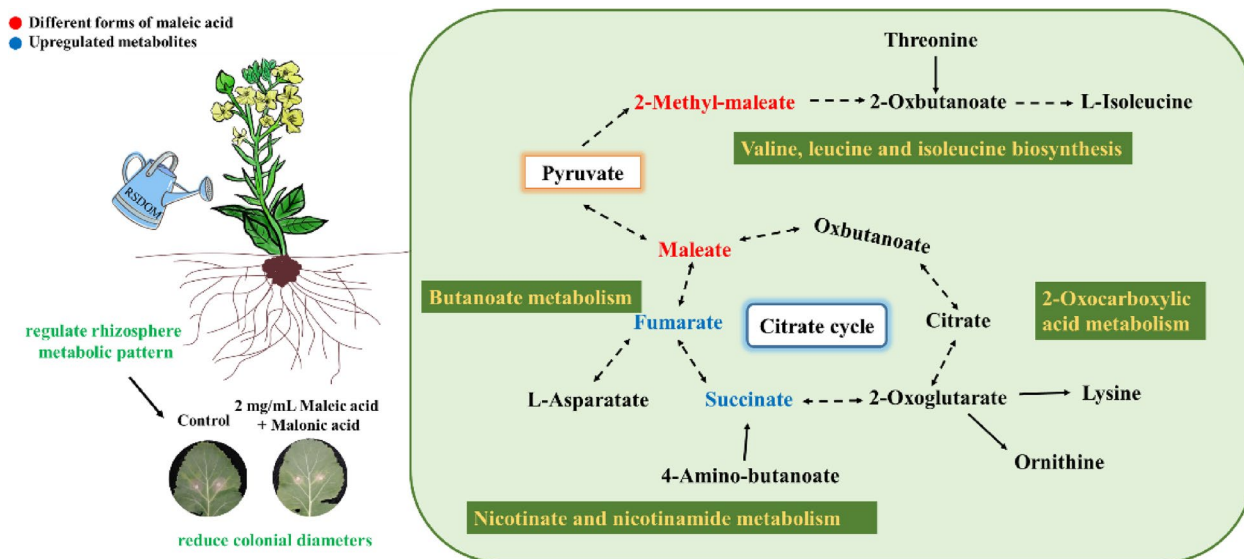 Different forms of maleic acid
Upregulated metabolites
RSDOM
regulate rhizosphere
metabolic pattern
Control
2 mg/mL Maleic acid
+ Malonic acid
reduce colonial diameters
Threonine
2-Methyl-maleate
2-Oxbutanoate
L-Isoleucine
Valine, leucine and isoleucine biosynthesis
Pyruvate
Maleate
Oxbutanoate
Butanoate metabolism
Fumarate
Citrate cycle
Citrate
2-Oxocarboxylic
acid metabolism
L-Asparatate
Succinate
2-Oxoglutarate
Lysine
Ornithine
4-Amino-butanoate
Nicotinate and nicotinamide metabolism